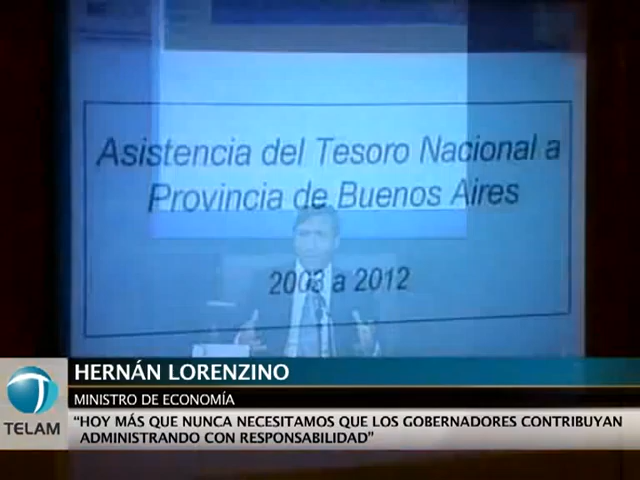 Asistencia del Tesoro Nacional a
Provincia de Buenos Aires
2003 a 2012
HERNÁN LORENZINO
MINISTRO DE ECONOMÍA
TELAM
“HOY MÁS QUE NUNCA NECESITAMOS QUE LOS GOBERNADORES CONTRIBUYAN
ADMINISTRANDO CON RESPONSABILIDAD”